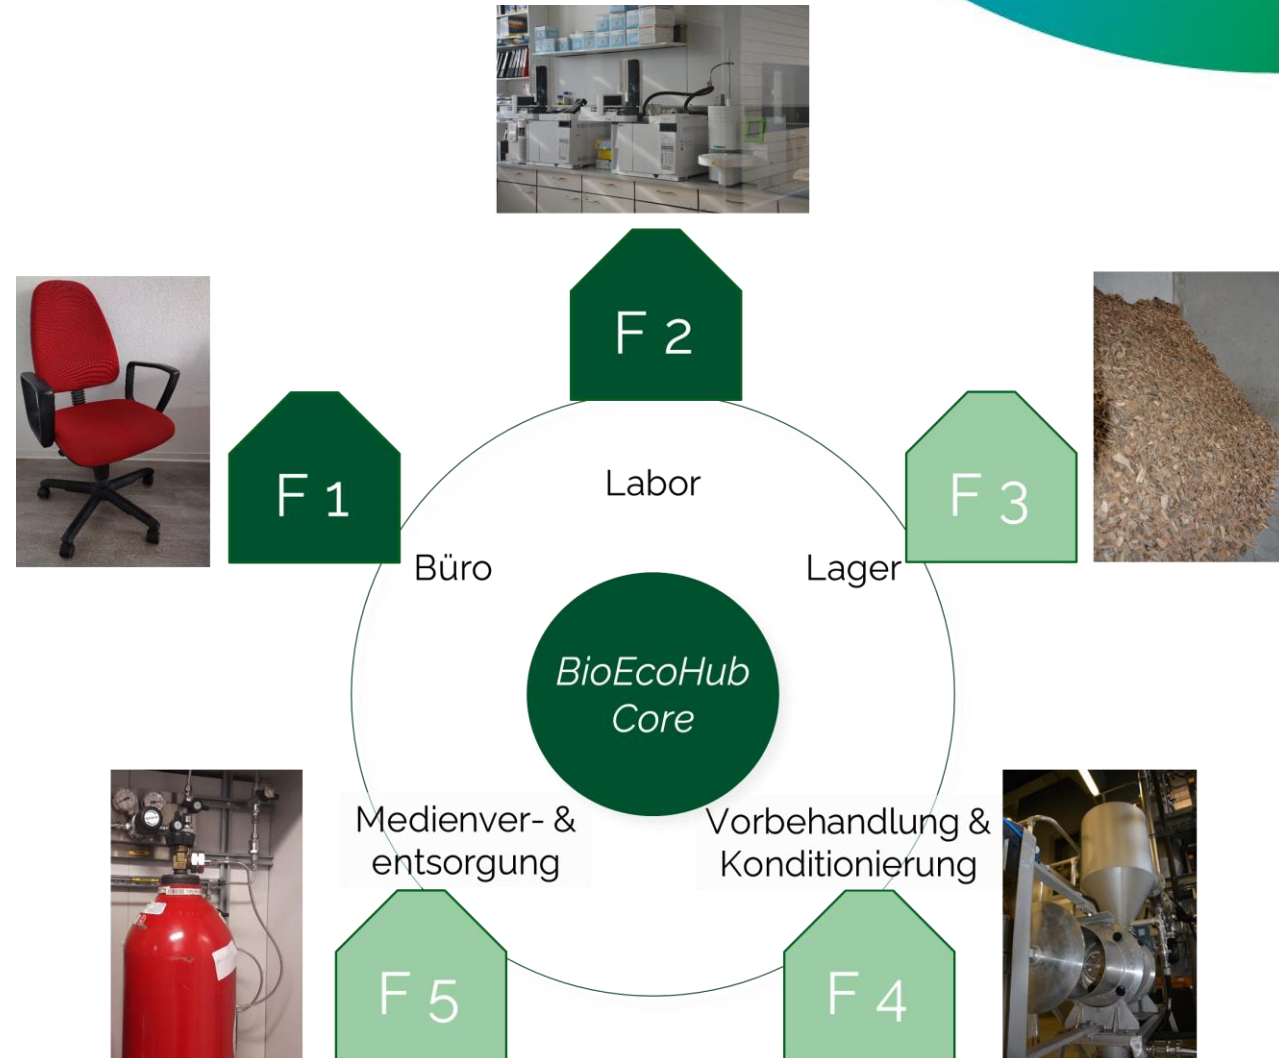 F 2
F 1
F 3
Labor
Büro
Lager
BioEcoHub
Core
Medienver- &
entsorgung
Vorbehandlung &
Konditionierung
F 5
F 4